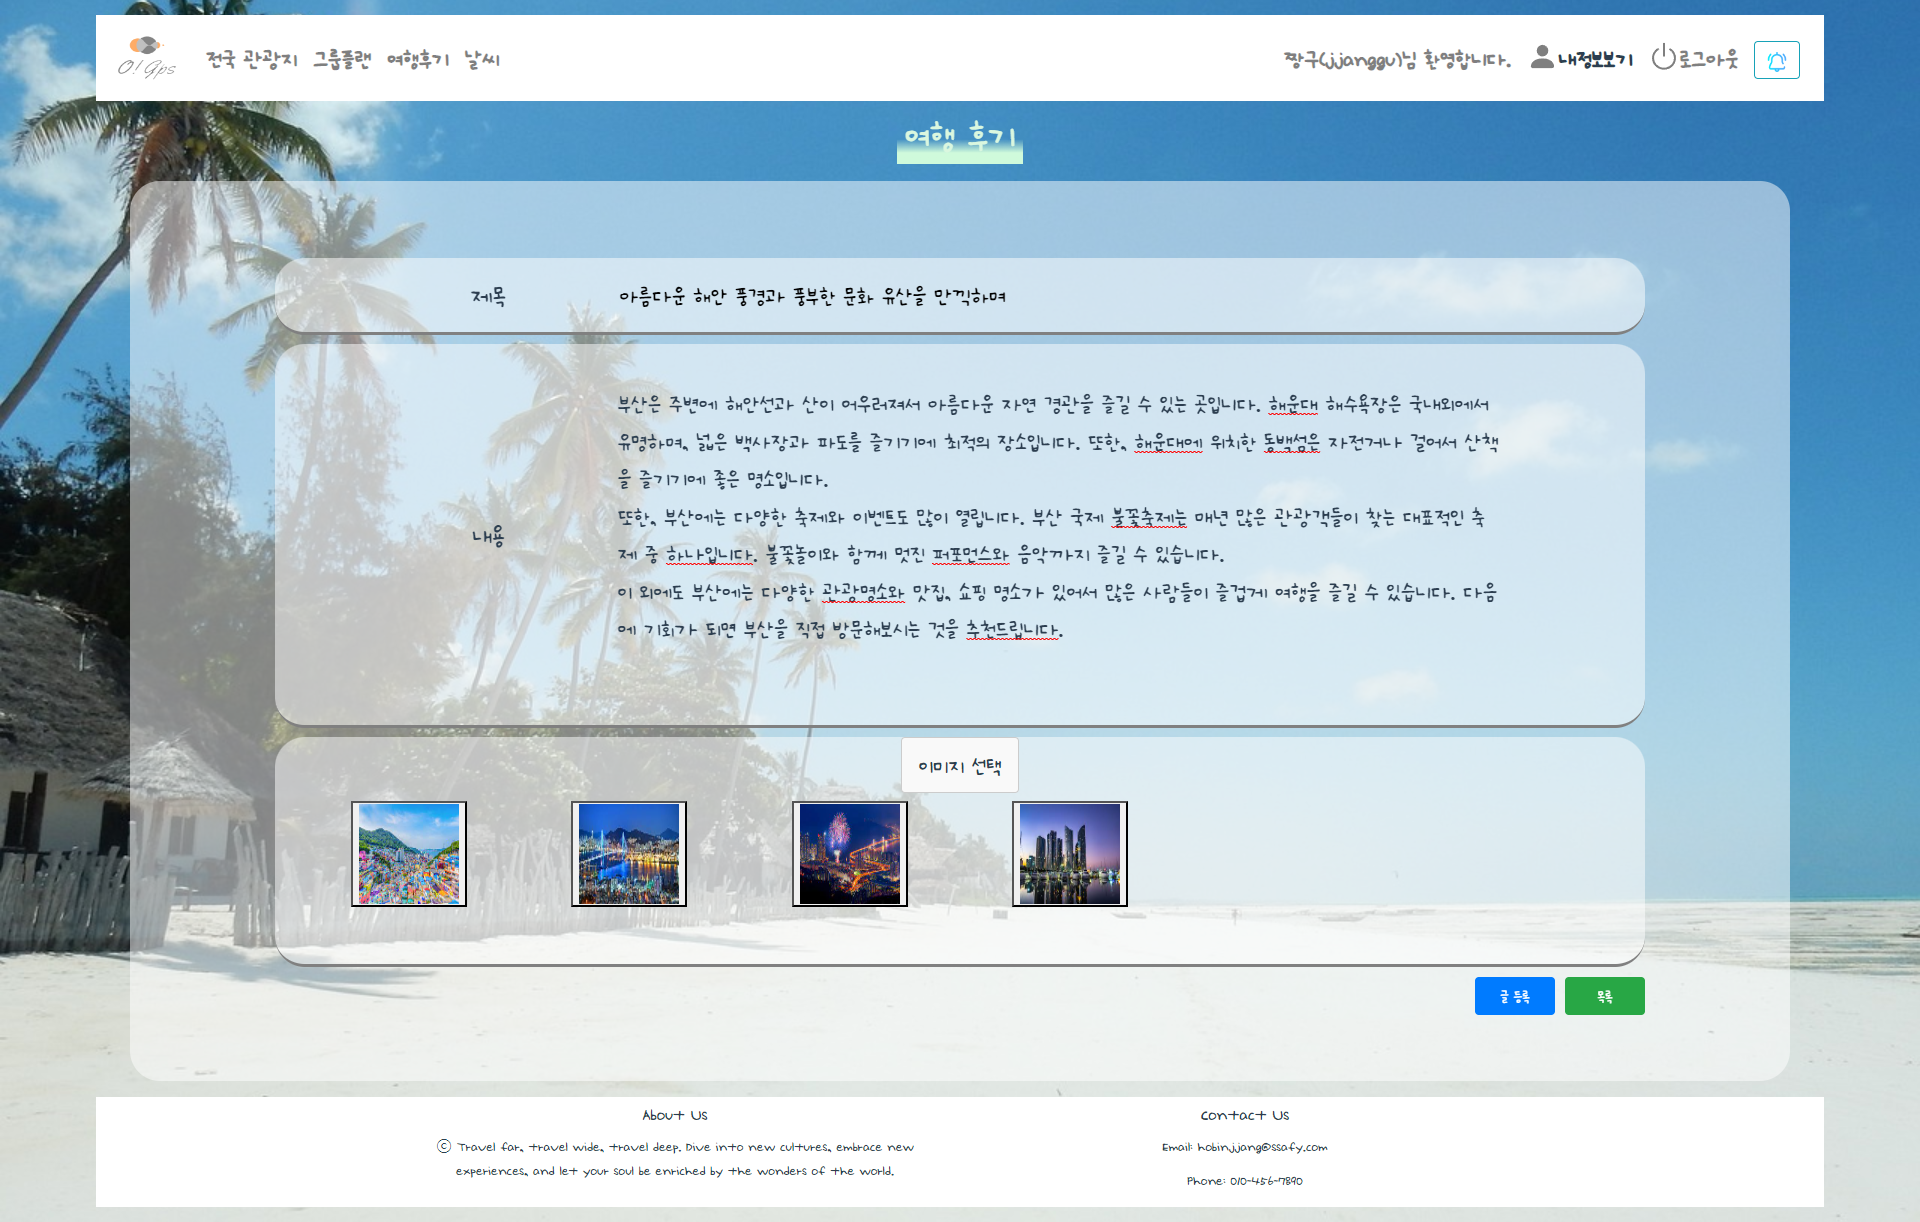 O! Gps
전국 관광지 그룹플랜 여행후기 날씨
짱구(jjanggu)님 환영합니다. 내정뽀보기 로그아웃
여행 후기
제목 아름다운 해안 풍경과 풍부한 문화 유산을 만끽하며
부산은 주변에 해안선과 산이 어우러져서 아름다운 자연 경관을 즐길 수 있는 곳입니다. 해운대 해수욕장은 국내외에서
유명하며, 넓은 백사장과 파도를 즐기기에 최적의 장소입니다. 또한, 해운대에 위치한 동백섬은 자전거나 걸어서 산책
을 즐기기에 좋은 명소입니다.
또한, 부산에는 다양한 축제와 이벤트도 많이 열립니다. 부산 국제 불꽃축제는 매년 많은 관광객들이 찾는 대표적인 축
내용
제 중 하나입니다. 불꽃놀이와 함께 멋진 퍼포먼스와 음악까지 즐길 수 있습니다.
이 외에도 부산에는 다양한 관광명소와 맛집, 쇼핑 명소가 있어서 많은 사람들이 즐겁게 여행을 즐길 수 있습니다. 다음
에 기회가 되면 부산을 직접 방문해보시는 것을 추천드립니다.
이미지 선택
글 등록 목록
About Us
ⓒ Travel far, travel wide, travel deep. Dive into new cultures, embrace new
experiences, and let your soul be enriched by the wonders of the world.
Contact Us
Email: hobinjjang@ssafy.com
Phone: 010-456-7890